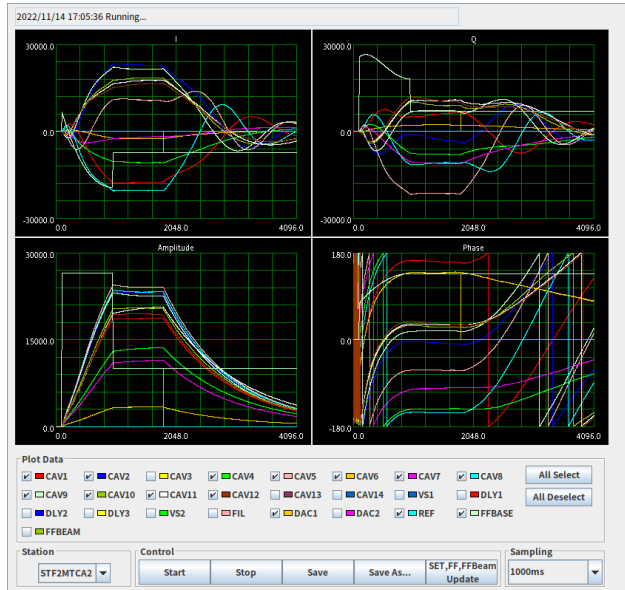 2022/11/14 17:05:36 Running...
I
30000.0
0.0
-30000.0
0.0 2048.0 4096.0
Q
30000.0
0.0
-30000.0
0.0 2048.0 4096.0
Amplitude
30000.0
15000.0
0.0
0.0 2048.0 4096.0
Phase
180.0
0.0
-180.0
0.0 2048.0 4096.0
Plot Data
CAV1 CAV2 CAV3 CAV4 CAV5 CAV6 CAV7 CAV8 All Select
CAV9 CAV10 CAV11 CAV12 CAV13 CAV14 VS1 DLY1 All Deselect
DLY2 DLY3 VS2 FIL DAC1 DAC2 REF FFBASE
FFBEAM
Station
STF2MTCA2
Control
Start Stop Save Save As... SET,FF,FFBeam
Update
Sampling
1000ms